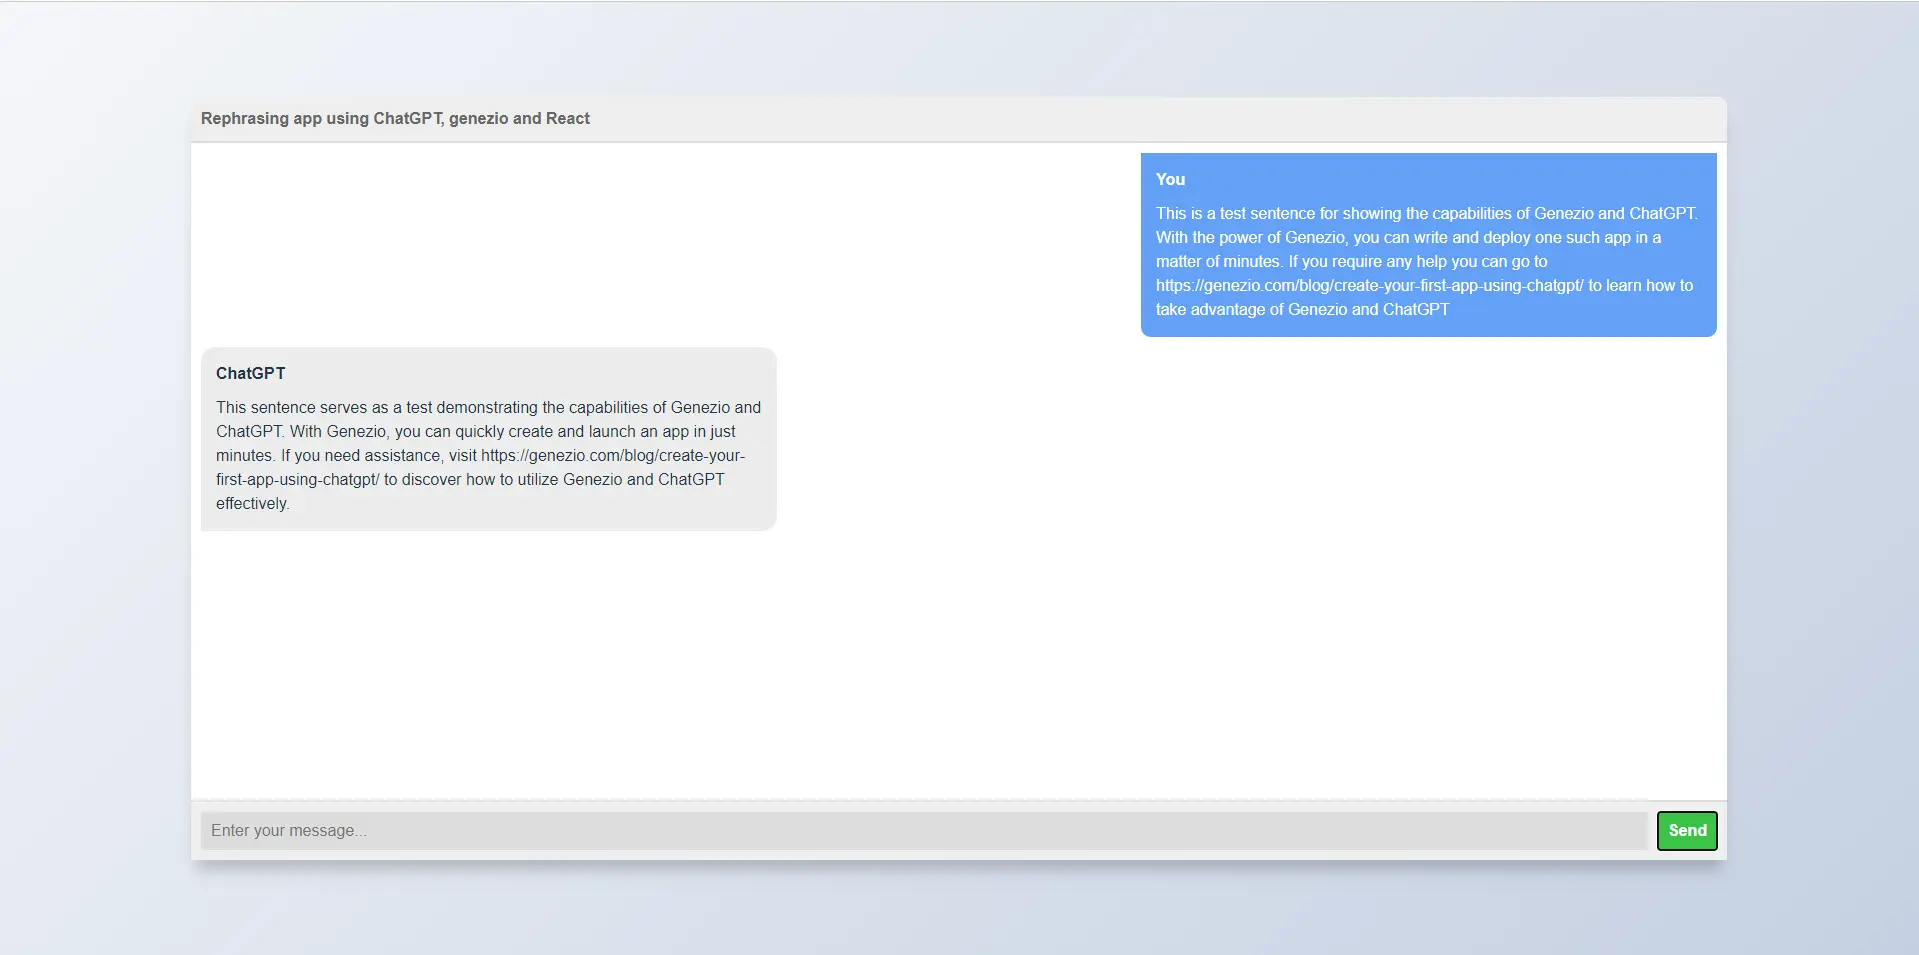 Rephrasing app using ChatGPT, genezio and React
You
This is a test sentence for showing the capabilities of Genezio and ChatGPT.
With the power of Genezio, you can write and deploy one such app in a
matter of minutes. If you require any help you can go to
https://genezio.com/blog/create-your-first-app-using-chatgpt/ to learn how to
take advantage of Genezio and ChatGPT
ChatGPT
This sentence serves as a test demonstrating the capabilities of Genezio and
ChatGPT. With Genezio, you can quickly create and launch an app in just
minutes. If you need assistance, visit https://genezio.com/blog/create-your-
first-app-using-chatgpt/ to discover how to utilize Genezio and ChatGPT
effectively.
Enter your message...
Send